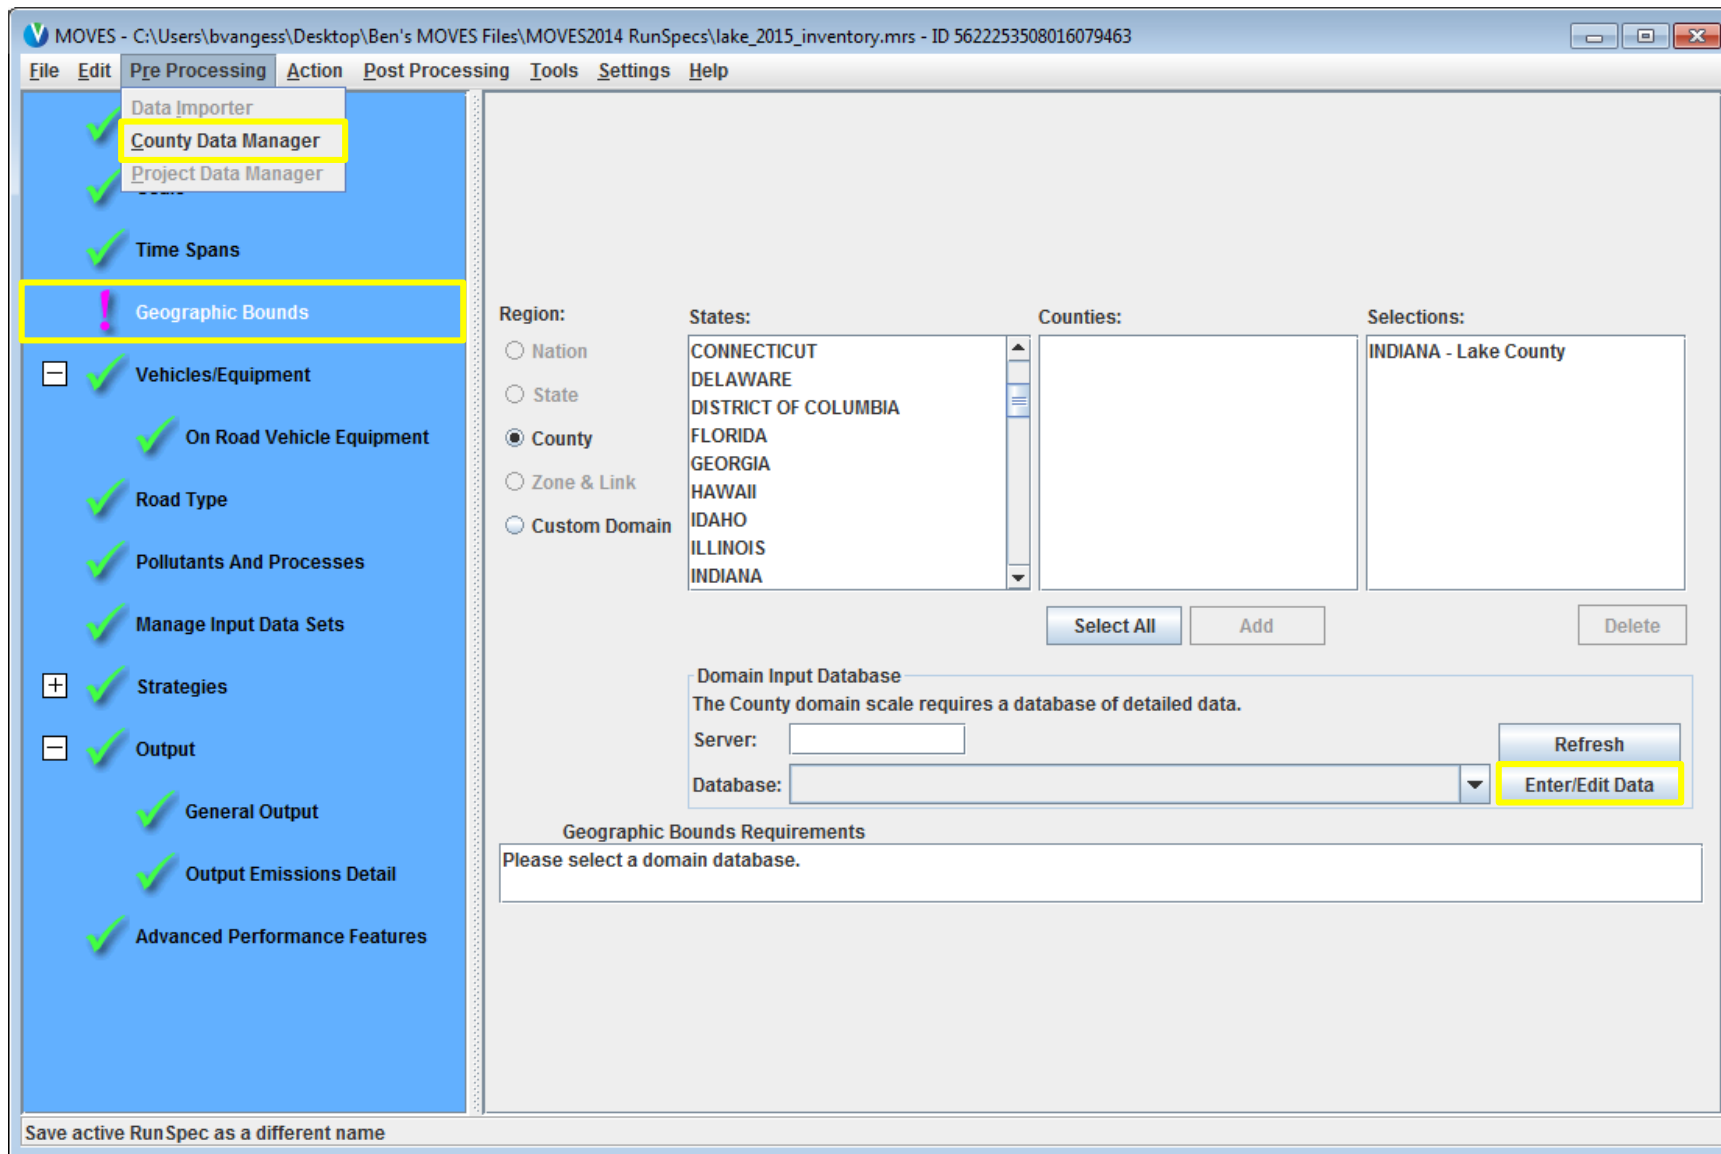 MOVES - C:\Users\bvangess\Desktop\Ben's MOVES Files\MOVES2014 RunSpecs\lake_2015_inventory.mrs - ID 5622253508016079463
File Edit Pre Processing Action Post Processing Tools Settings Help
Data Importer
County Data Manager
Project Data Manager
Time Spans
Geographic Bounds
Vehicles/Equipment
On Road Vehicle Equipment
Road Type
Pollutants And Processes
Manage Input Data Sets
Strategies
Output
General Output
Output Emissions Detail
Advanced Performance Features
Region:
Nation
State
County
Zone & Link
Custom Domain
States:
CONNECTICUT
DELAWARE
DISTRICT OF COLUMBIA
FLORIDA
GEORGIA
HAWAII
IDAHO
ILLINOIS
INDIANA
Counties:
Selections:
INDIANA - Lake County
Select All
Add
Delete
Domain Input Database
The County domain scale requires a database of detailed data.
Server:
Refresh
Database:
Enter/Edit Data
Geographic Bounds Requirements
Please select a domain database.
Save active RunSpec as a different name